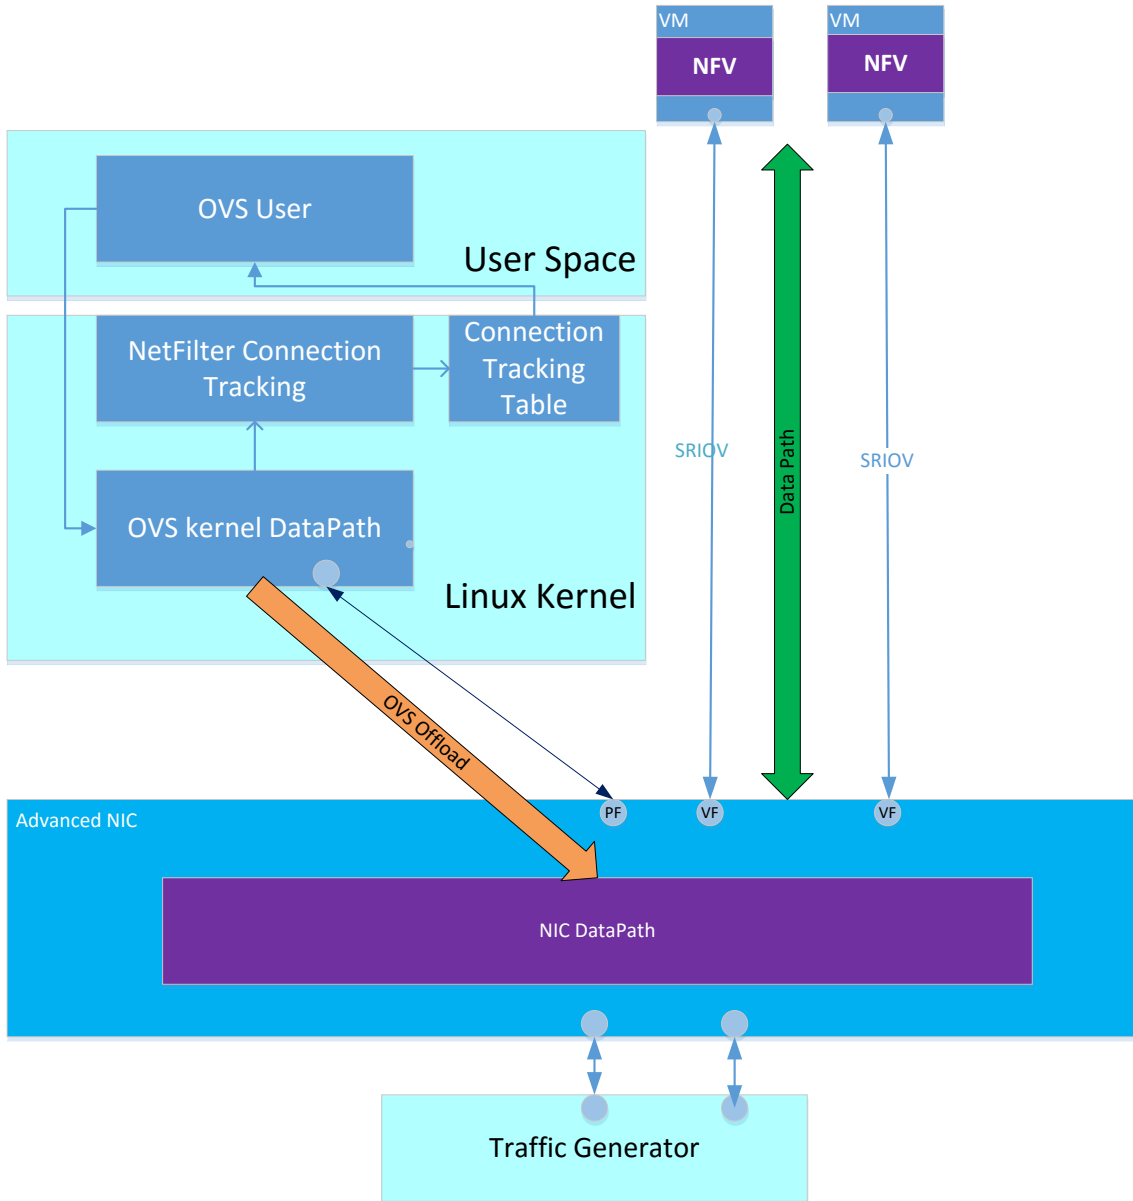 VM
NFV
VM
NFV
OVS User
User Space
NetFilter Connection
Tracking
Connection
Tracking
Table
OVS kernel DataPath
Linux Kernel
SRIOV
Data Path
SRIOV
OVS Offload
PF
VF
VF
Advanced NIC
NIC DataPath
Traffic Generator